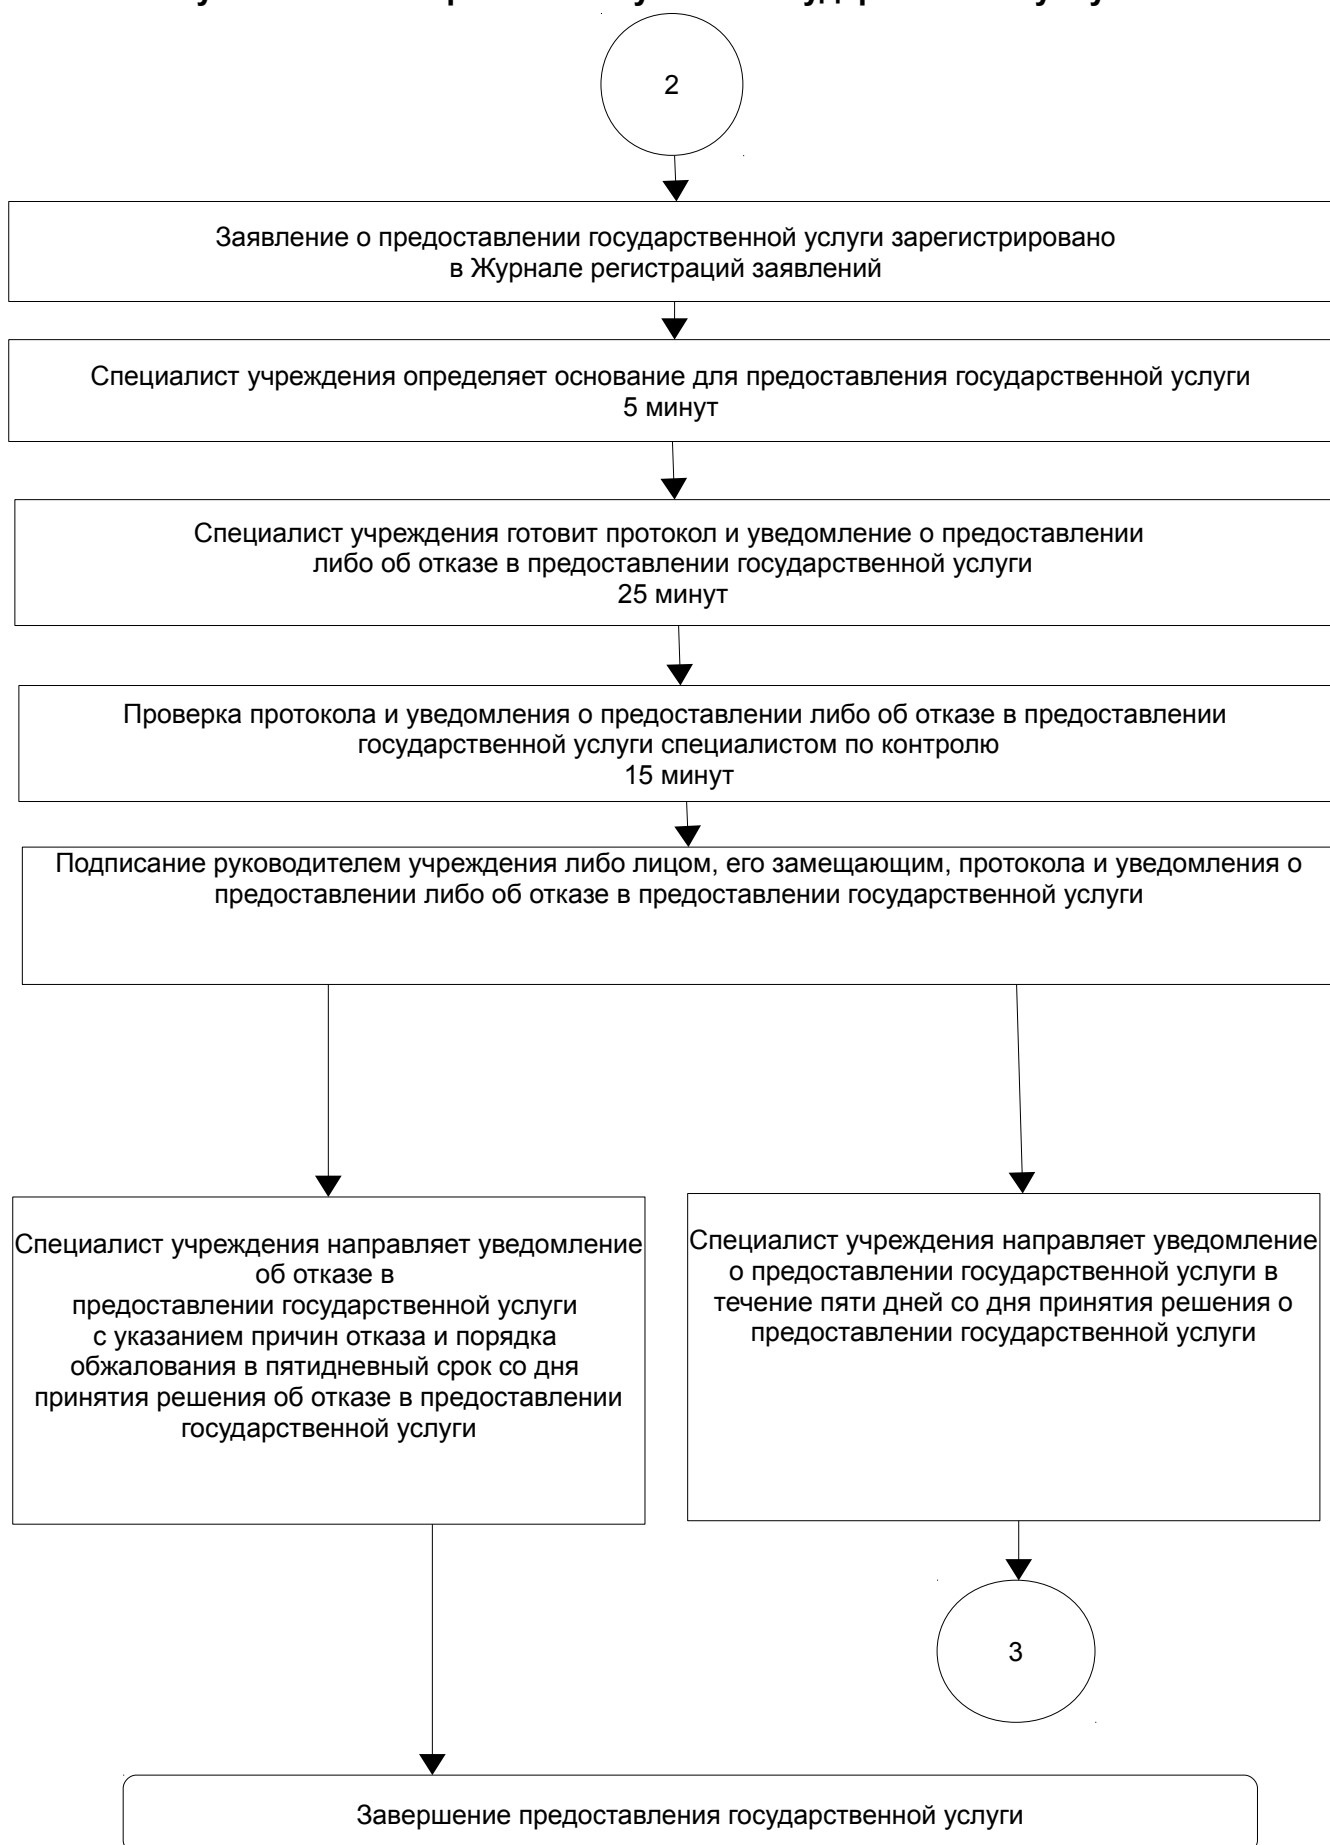 2
Заявление о предоставлении государственной услуги зарегистрировано
в Журнале регистраций заявлений
Специалист учреждения определяет основание для предоставления государственной услуги
5 минут
Специалист учреждения готовит протокол и уведомление о предоставлении
либо об отказе в предоставлении государственной услуги
25 минут
Проверка протокола и уведомления о предоставлении либо об отказе в предоставлении
государственной услуги специалистом по контролю
15 минут
Подписание руководителем учреждения либо лицом, его замещающим, протокола и уведомления о
предоставлении либо об отказе в предоставлении государственной услуги
Специалист учреждения направляет уведомление
об отказе в
предоставлении государственной услуги
с указанием причин отказа и порядка
обжалования в пятидневный срок со дня
принятия решения об отказе в предоставлении
государственной услуги
Специалист учреждения направляет уведомление
о предоставлении государственной услуги в
течение пяти дней со дня принятия решения о
предоставлении государственной услуги
3
Завершение предоставления государственной услуги